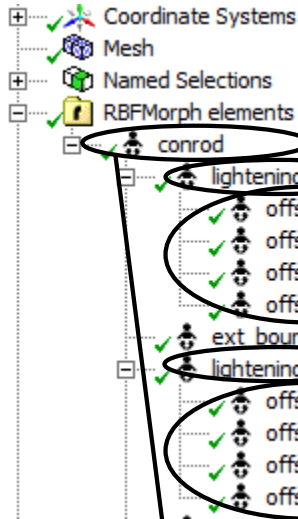 Coordinate Systems
Mesh
Named Selections
RBFMorph elements
conrod
lightening
offs
offs
offs
offs
ext_boun
lightening
offs
offs
offs
offs